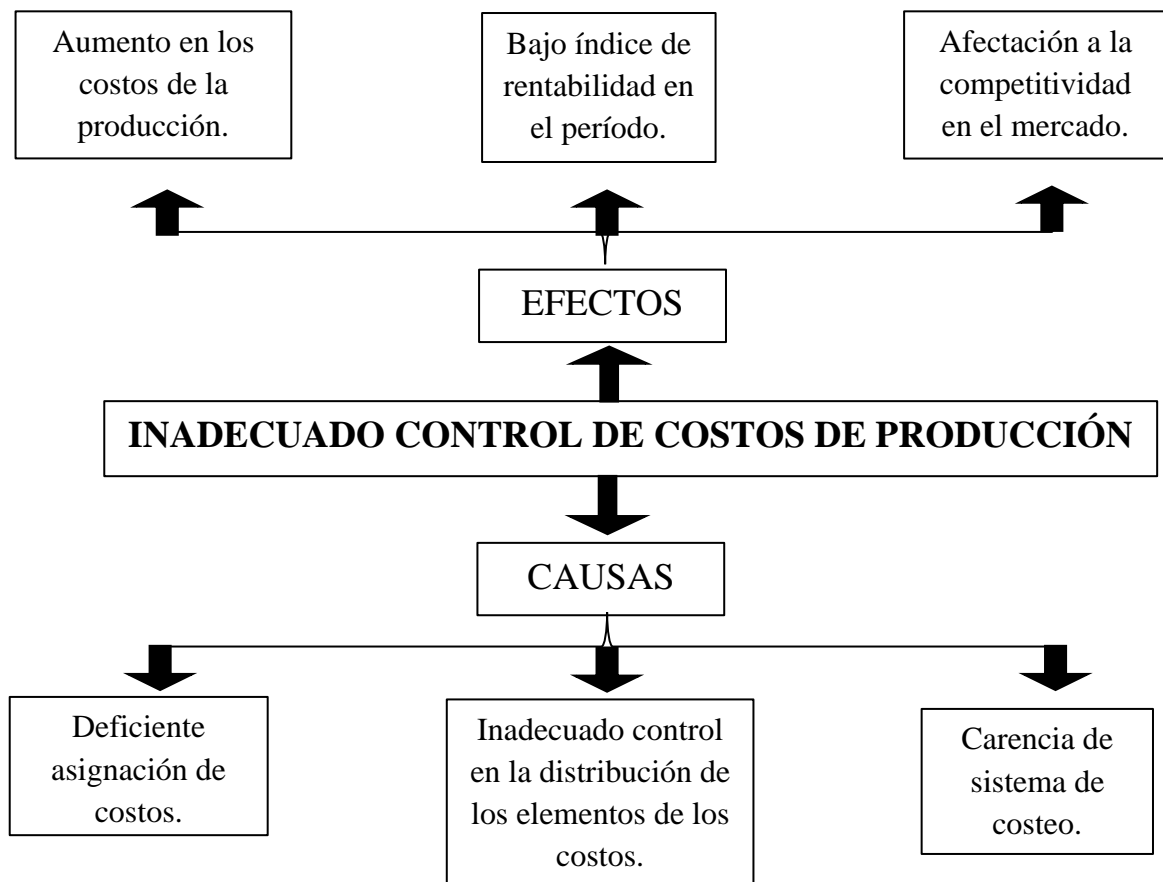 Aumento en los
costos de la
producción.
Bajo índice de
rentabilidad en
el período.
Afectación a la
competitividad
en el mercado.
EFECTOS
INADECUADO CONTROL DE COSTOS DE PRODUCCIÓN
CAUSAS
Deficiente
asignación de
costos.
Inadecuado control
en la distribución de
los elementos de los
costos.
Carencia de
sistema de
costeo.